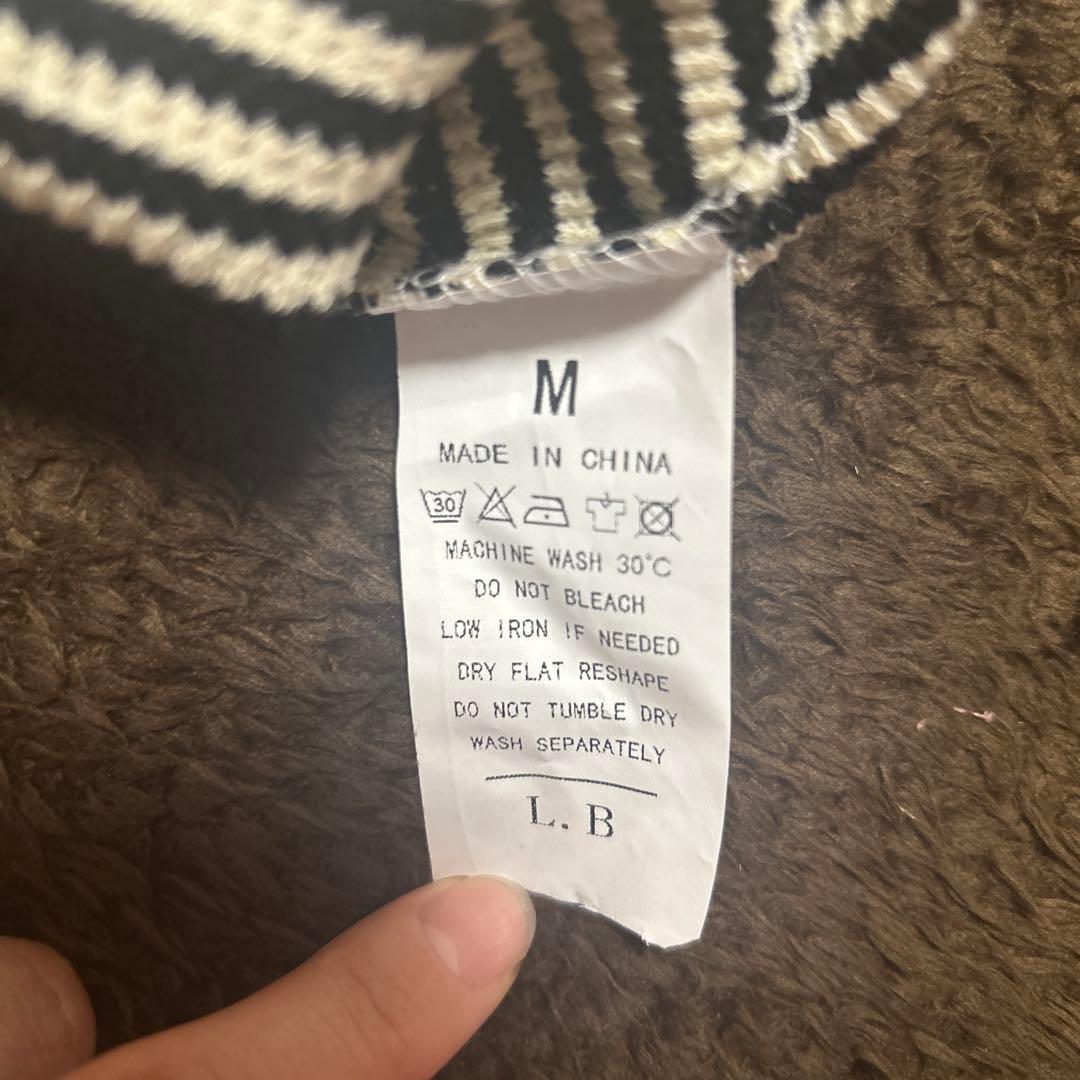 M
MADE IN CHINA
30
MACHINE WASH 30°C
DO NOT BLEACH
LOW IRON IF NEEDED
DRY FLAT RESHAPE
DO NOT TUMBLE DRY
WASH SEPARATELY
L.B